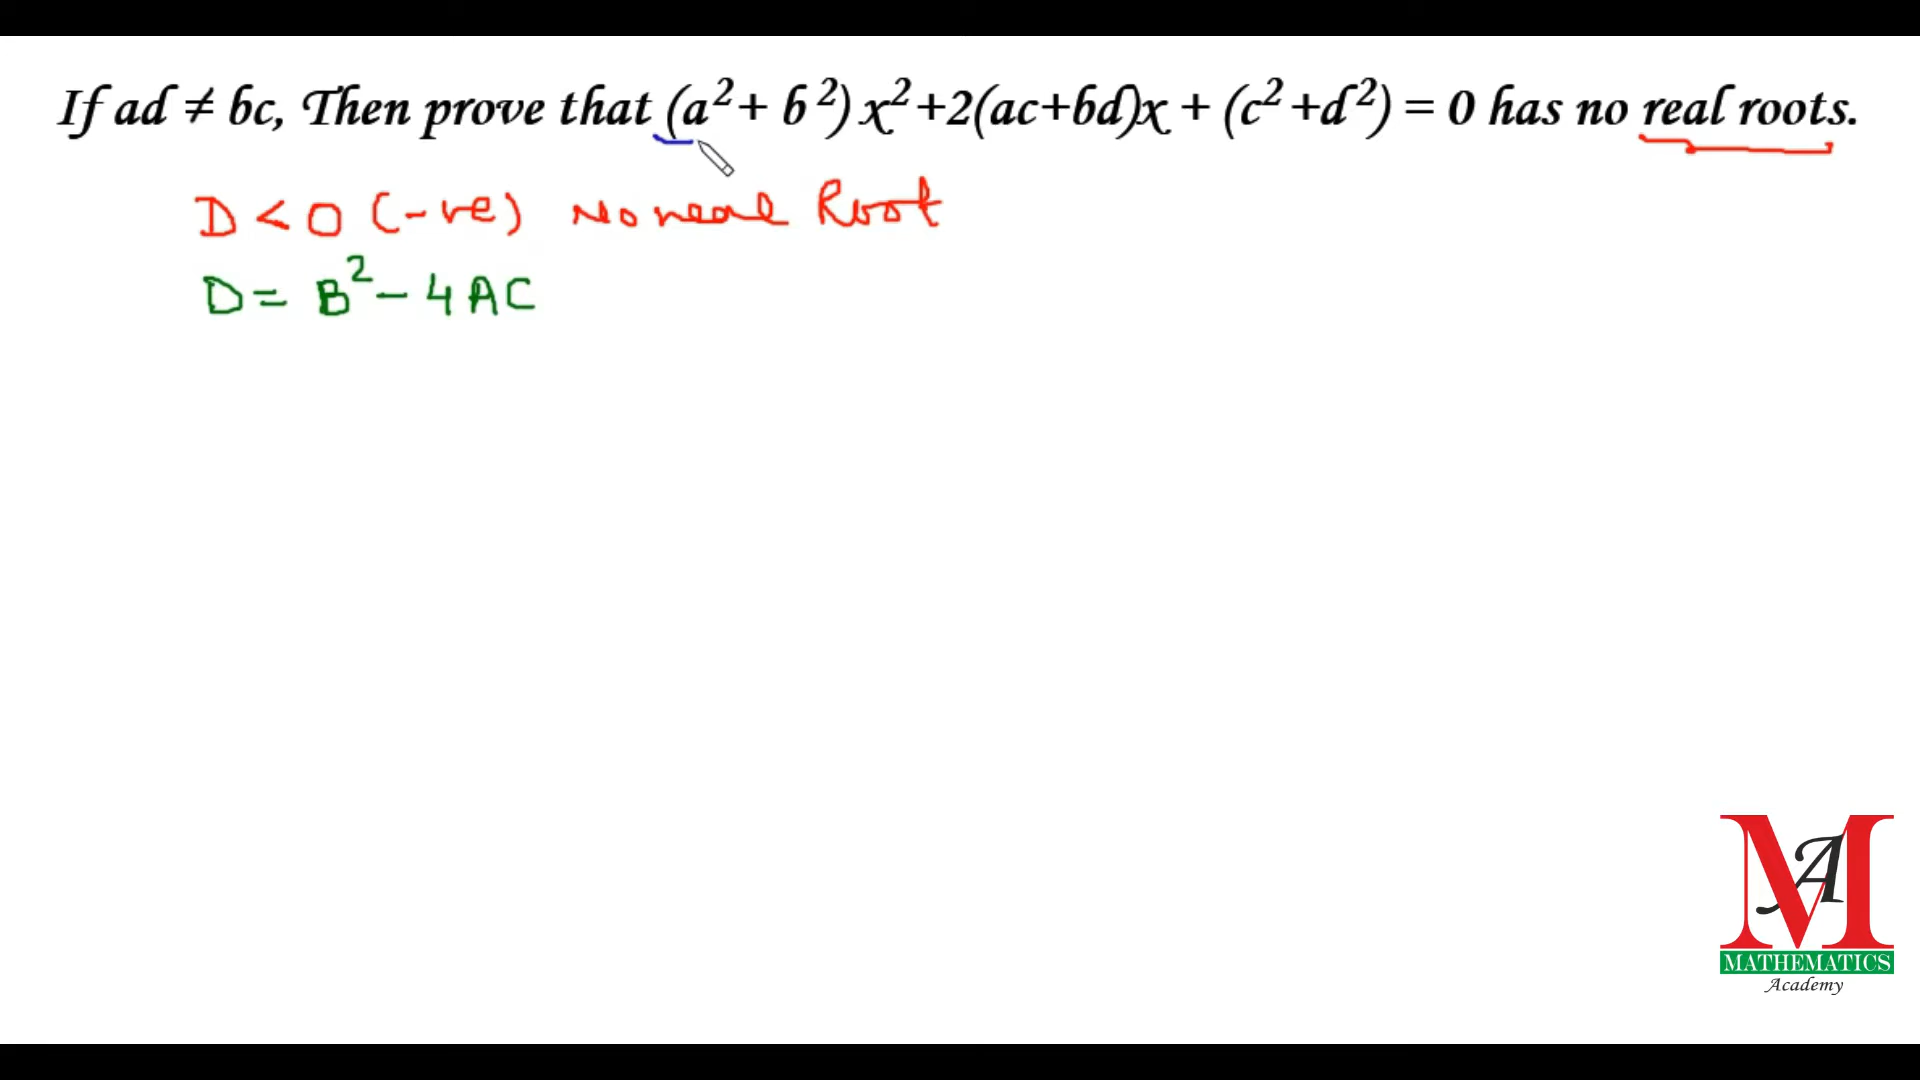 If ad ≠ bc, Then prove that (a²+ b²) x²+2(ac+bd)x + (c²+d²) = 0 has no real roots.
D < 0 (-ve) No real Root
D = B² - 4AC
MA
MATHEMATICS
Academy